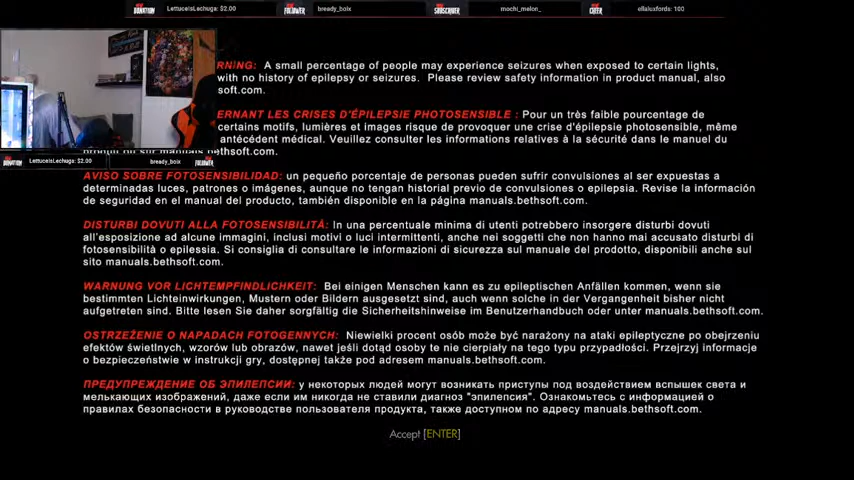 DONATION LettuceIsLechuga: $2.00 FOLLOWER bready_boix SUBSCRIBER mochi_melon_ CHEER ellaluxfords: 100
RNING: A small percentage of people may experience seizures when exposed to certain lights,
with no history of epilepsy or seizures. Please review safety information in product manual, also
soft.com.
ERNANT LES CRISES D'ÉPILEPSIE PHOTOSENSIBLE : Pour un très faible pourcentage de
certains motifs, lumières et images risque de provoquer une crise d'épilepsie photosensible, même
antécédent médical. Veuillez consulter les informations relatives à la sécurité dans le manuel du
produit ou sur manuals.bethsoft.com.
DONATION LettuceIsLechuga: $2.00 bready_boix FOLLOWER
AVISO SOBRE FOTOSENSIBILIDAD: un pequeño porcentaje de personas pueden sufrir convulsiones al ser expuestas a
determinadas luces, patrones o imágenes, aunque no tengan historial previo de convulsiones o epilepsia. Revise la información
de seguridad en el manual del producto, también disponible en la página manuals.bethsoft.com.
DISTURBI DOVUTI ALLA FOTOSENSIBILITÀ: In una percentuale minima di utenti potrebbero insorgere disturbi dovuti
all'esposizione ad alcune immagini, inclusi motivi o luci intermittenti, anche nei soggetti che non hanno mai accusato disturbi di
fotosensibilità o epilessia. Si consiglia di consultare le informazioni di sicurezza sul manuale del prodotto, disponibili anche sul
sito manuals.bethsoft.com.
WARNUNG VOR LICHTEMPFINDLICHKEIT: Bei einigen Menschen kann es zu epileptischen Anfällen kommen, wenn sie
bestimmten Lichteinwirkungen, Mustern oder Bildern ausgesetzt sind, auch wenn solche in der Vergangenheit bisher nicht
aufgetreten sind. Bitte lesen Sie daher sorgfältig die Sicherheitshinweise im Benutzerhandbuch oder unter manuals.bethsoft.com.
OSTRZEŻENIE O NAPADACH FOTOGENNYCH: Niewielki procent osób może być narażony na ataki epileptyczne po obejrzeniu
efektów świetlnych, wzorów lub obrazów, nawet jeśli dotąd osoby te nie cierpiały na tego typu przypadłości. Przejrzyj informacje
o bezpieczeństwie w instrukcji gry, dostępnej także pod adresem manuals.bethsoft.com.
ПРЕДУПРЕЖДЕНИЕ ОБ ЭПИЛЕПСИИ: у некоторых людей могут возникать приступы под воздействием вспышек света и
мелькающих изображений, даже если им никогда не ставили диагноз "эпилепсия". Ознакомьтесь с информацией о
правилах безопасности в руководстве пользователя продукта, также доступном по адресу manuals.bethsoft.com.
Accept [ENTER]